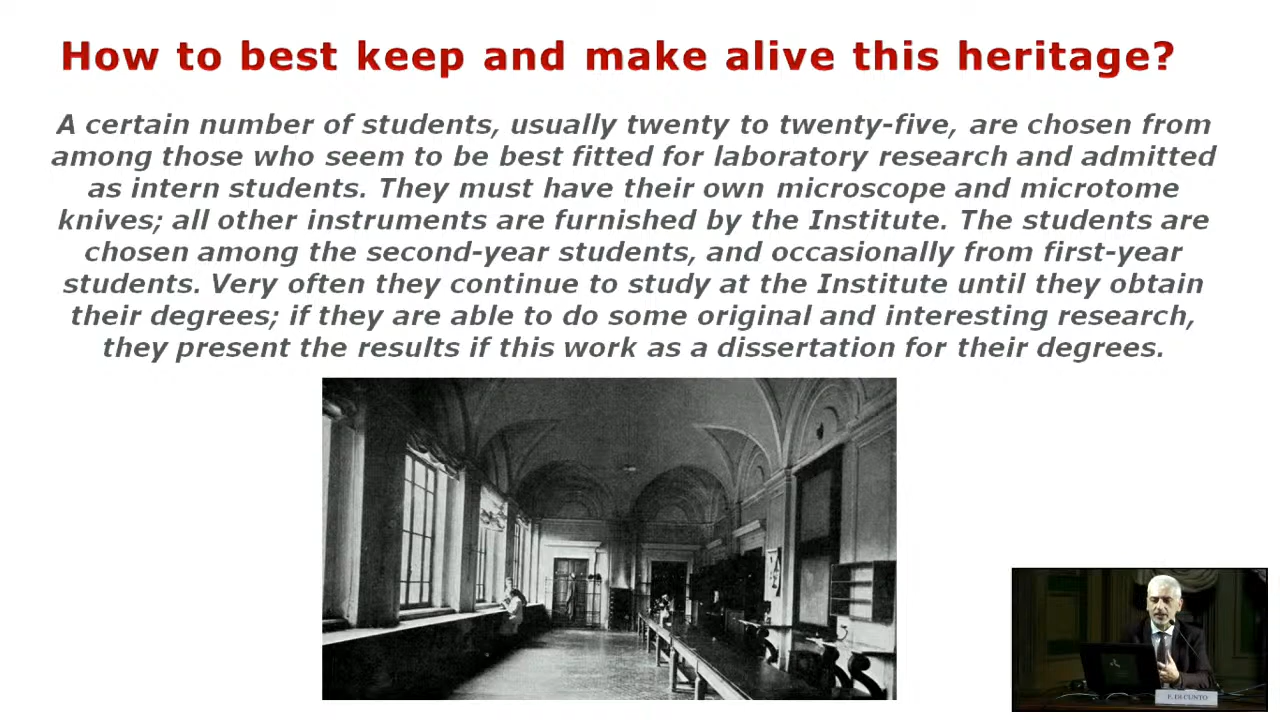 How to best keep and make alive this heritage?
A certain number of students, usually twenty to twenty-five, are chosen from
among those who seem to be best fitted for laboratory research and admitted
as intern students. They must have their own microscope and microtome
knives; all other instruments are furnished by the Institute. The students are
chosen among the second-year students, and occasionally from first-year
students. Very often they continue to study at the Institute until they obtain
their degrees; if they are able to do some original and interesting research,
they present the results if this work as a dissertation for their degrees.
F. DI CUNTO